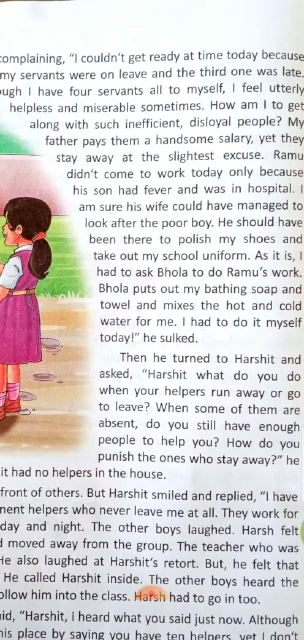 complaining, "I couldn't get ready at time today because
my servants were on leave and the third one was late.
ough I have four servants all to myself, I feel utterly
helpless and miserable sometimes. How am I to get
along with such inefficient, disloyal people? My
father pays them a handsome salary, yet they
stay away at the slightest excuse. Ramu
didn't come to work today only because
his son had fever and was in hospital. I
am sure his wife could have managed to
look after the poor boy. He should have
been there to polish my shoes and
take out my school uniform. As it is, I
had to ask Bhola to do Ramu's work.
Bhola puts out my bathing soap and
towel and mixes the hot and cold
water for me. I had to do it myself
today!" he sulked.
Then he turned to Harshit and
asked, "Harshit what do you do
when your helpers run away or go
to leave? When some of them are
absent, do you still have enough
people to help you? How do you
punish the ones who stay away?" he
it had no helpers in the house.
front of others. But Harshit smiled and replied, "I have
nent helpers who never leave me at all. They work for
day and night. The other boys laughed. Harsh felt
d moved away from the group. The teacher who was
He also laughed at Harshit's retort. But, he felt that
He called Harshit inside. The other boys heard the
ollow him into the class. Harsh had to go in too.
aid, "Harshit, i heard what you said just now. Although
his place by saying you have ten helpers, yet I don't